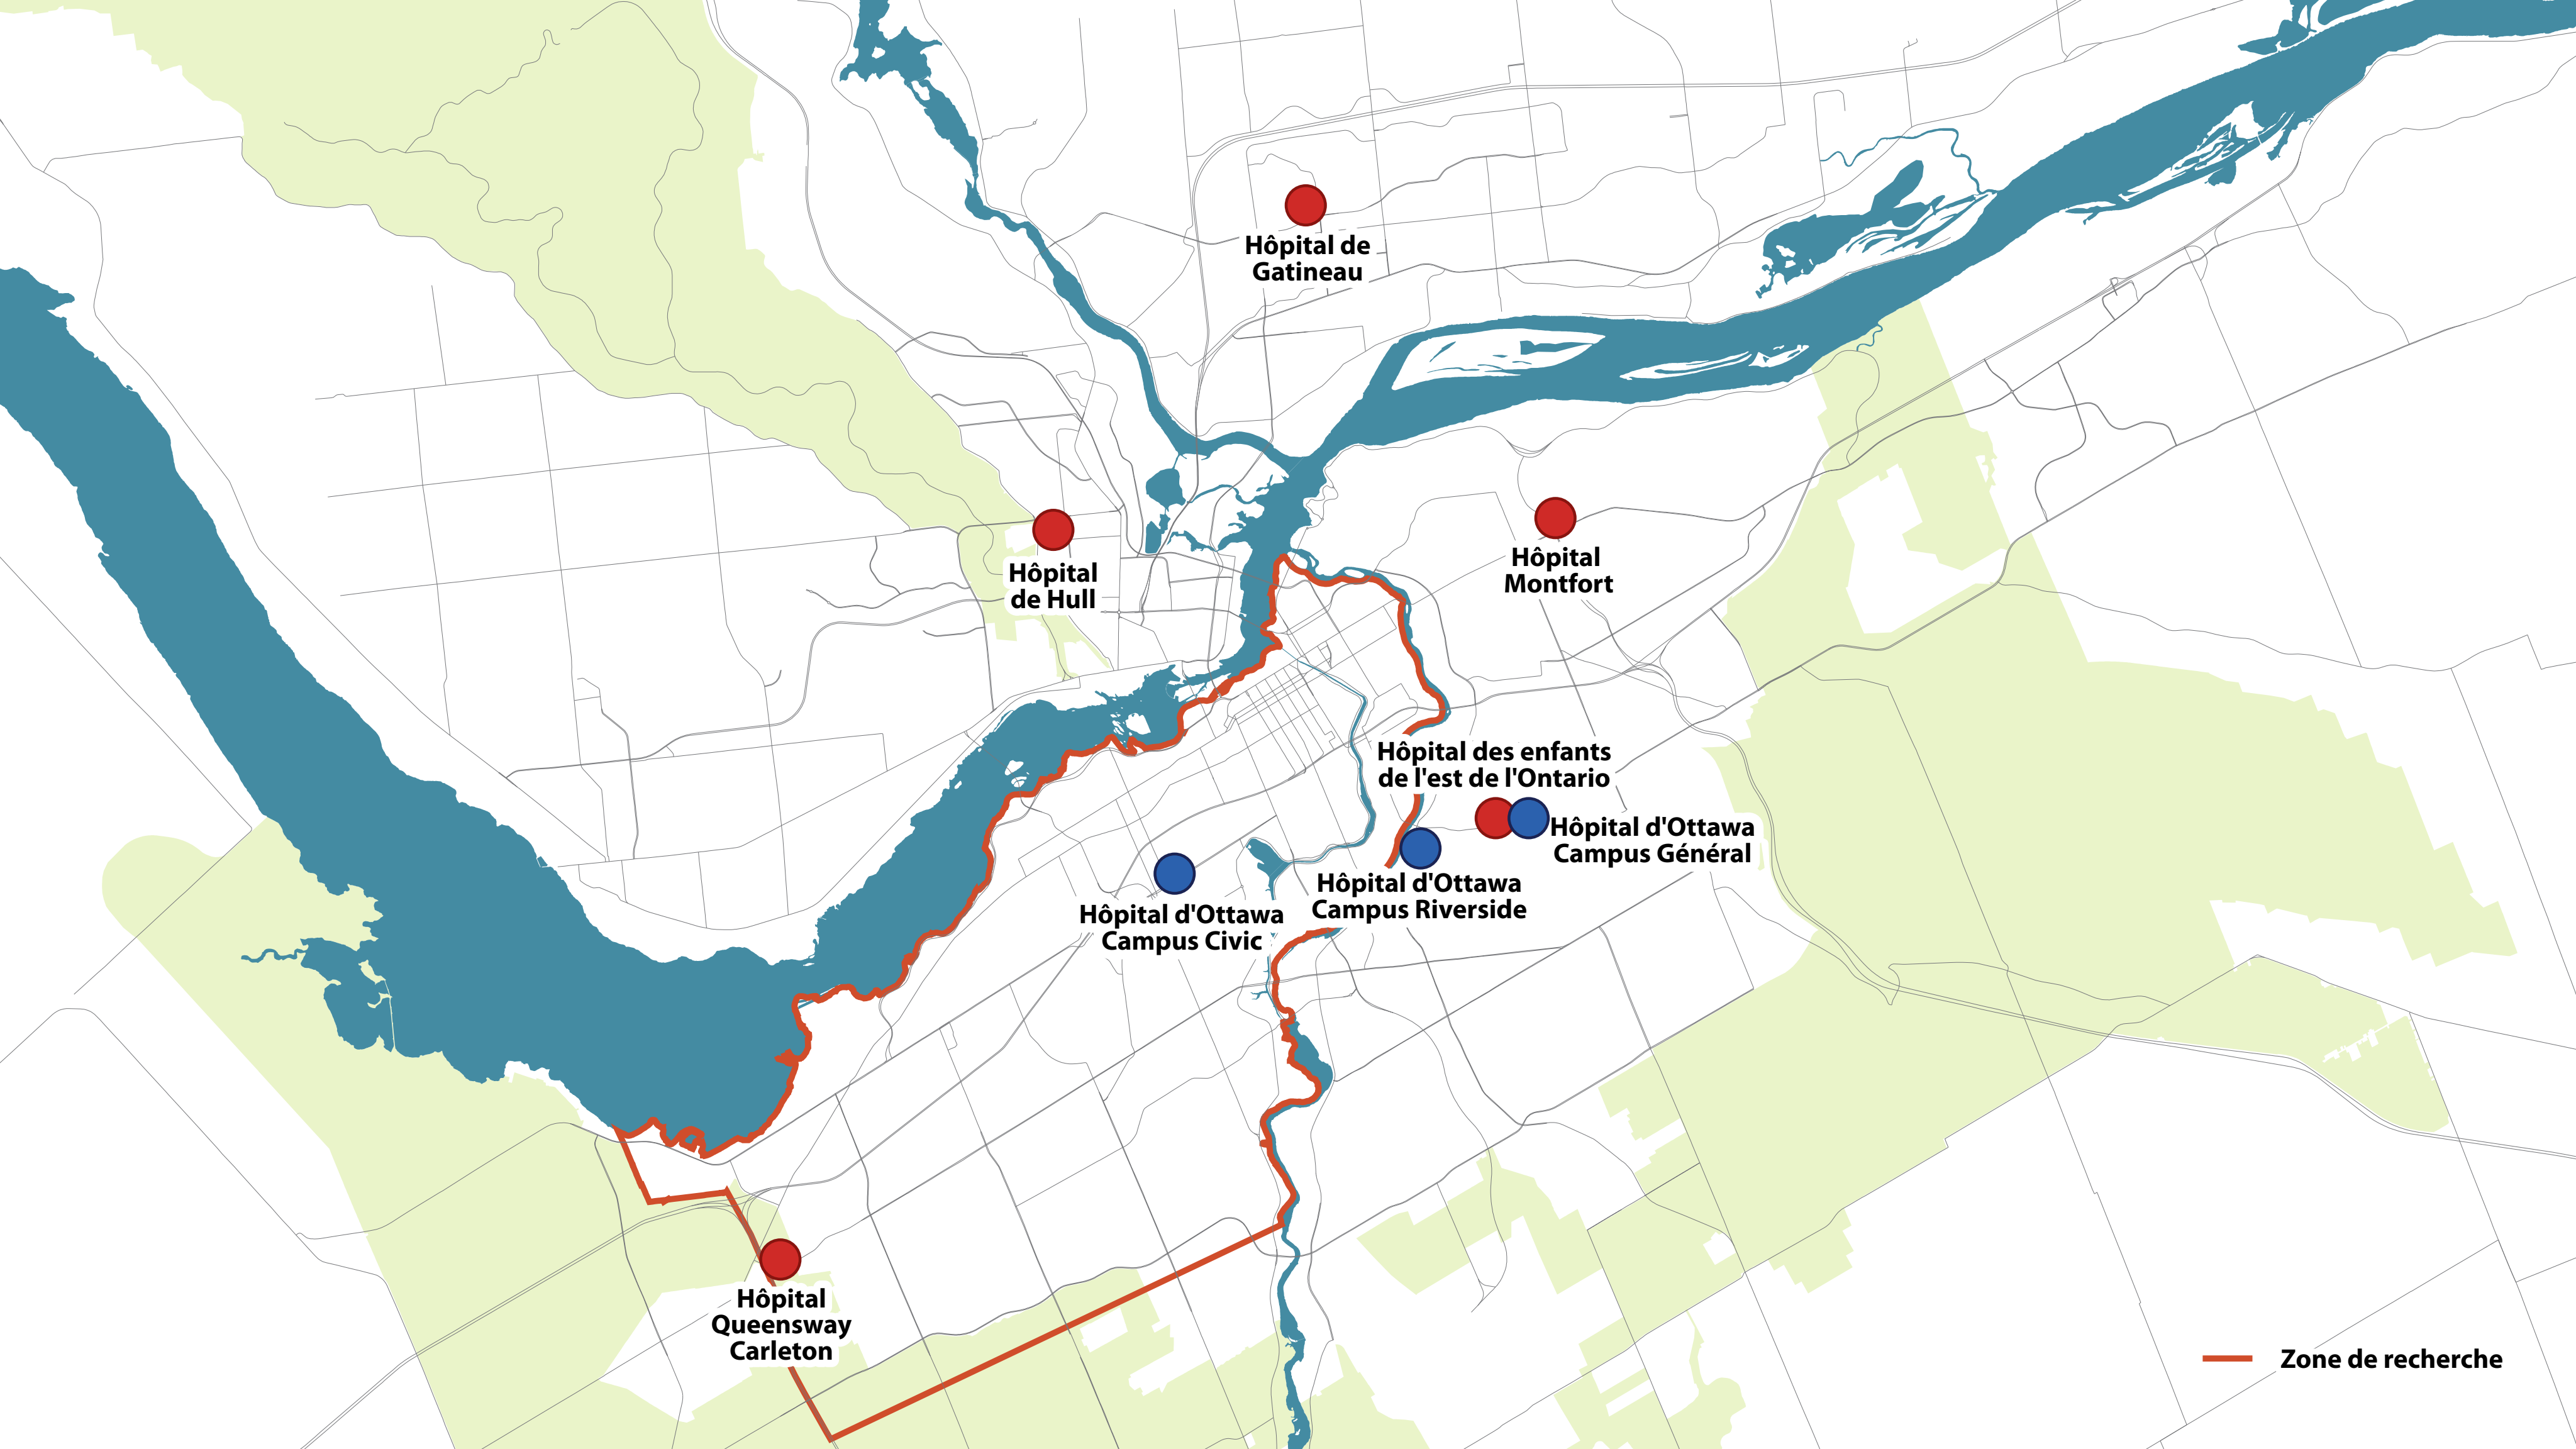 Hôpital de
Gatineau
Hôpital
de Hull
Hôpital
Montfort
Hôpital des enfants
de l'est de l'Ontario
Hôpital d'Ottawa
Campus Général
Hôpital d'Ottawa
Campus Riverside
Hôpital d'Ottawa
Campus Civic
Hôpital
Queensway
Carleton
Zone de recherche